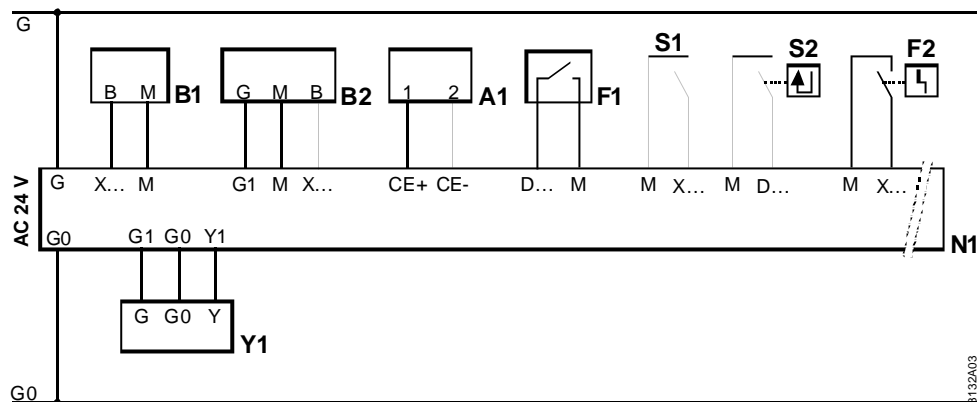 G
S1 S2 F2
B M B1
G M B B2
1 2 A1
F1
AC 24 V
G X... M G1 M X... CE+ CE- D... M M X... M D... M X...
G0 G1 G0 Y1
N1
G G0 Y Y1
G0
3132A03